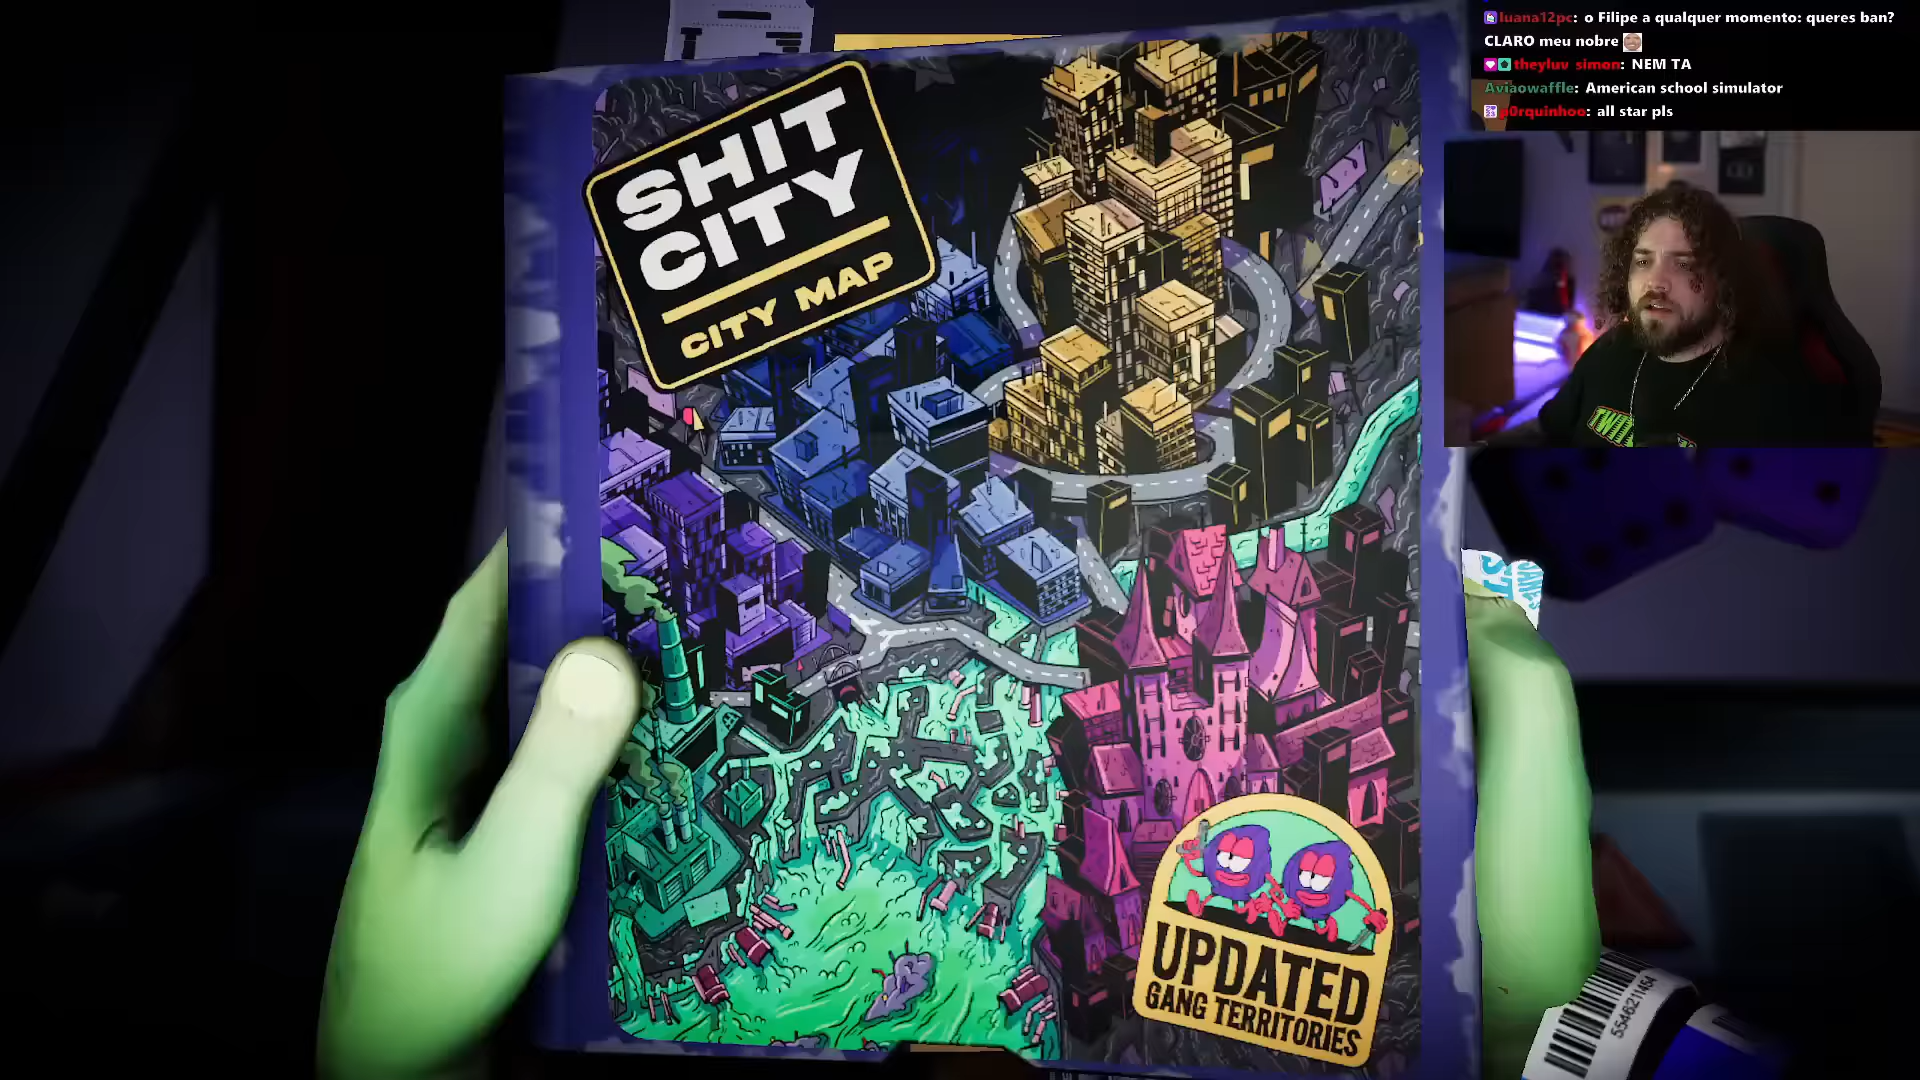 SHIT
CITY
CITY MAP
UPDATED
GANG TERRITORIES
luana12pc: o Filipe a qualquer momento: queres ban?
CLARO meu nobre
theyluv_simon: NEM TA
Aviaowaffle: American school simulator
p0rquinhoo: all star pls